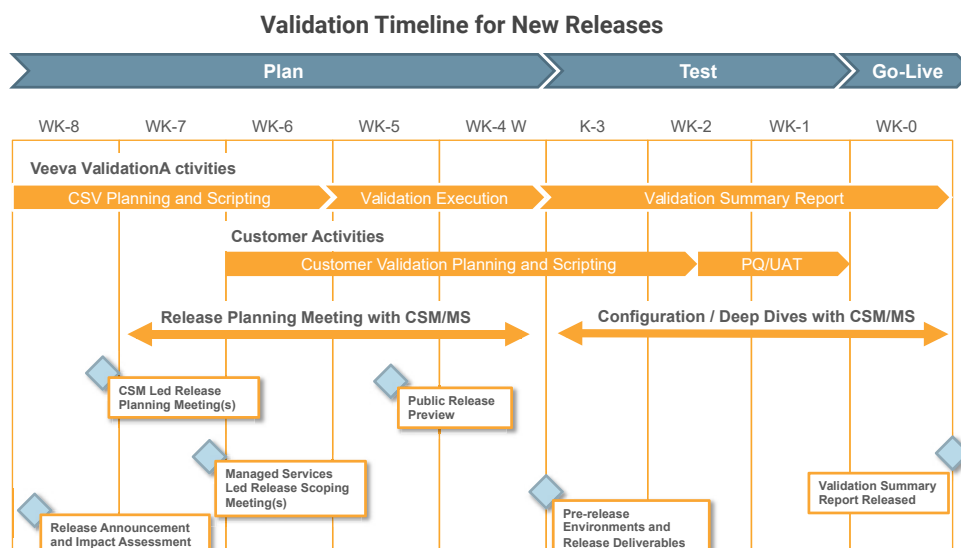 Validation Timeline for New Releases
Plan
Test
Go-Live
WK-8
WK-7
WK-6
WK-5
WK-4 W
K-3
WK-2
WK-1
WK-0
Veeva ValidationA ctivities
CSV Planning and Scripting
Validation Execution
Validation Summary Report
Customer Activities
Customer Validation Planning and Scripting
PQ/UAT
Release Planning Meeting with CSM/MS
Configuration / Deep Dives with CSM/MS
CSM Led Release
Planning Meeting(s)
Public Release
Preview
Managed Services
Led Release Scoping
Meeting(s)
Validation Summary
Report Released
Release Announcement
and Impact Assessment
Pre-release
Environments and
Release Deliverables